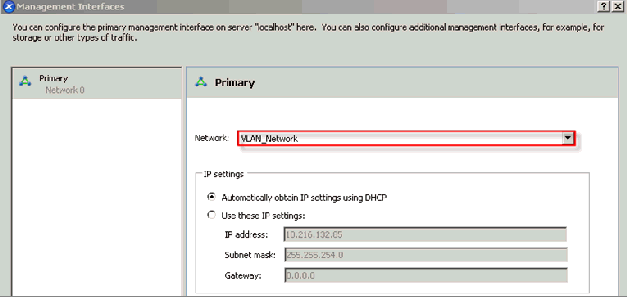 Management Interfaces
You can configure the primary management interface on server "localhost" here. You can also configure additional management interfaces, for example, for
storage or other types of traffic.
Primary
Network 0
Primary
Network: VLAN_Network
IP settings
Automatically obtain IP settings using DHCP
Use these IP settings:
IP address: 10.216.132.85
Subnet mask: 255.255.254.0
Gateway: 0.0.0.0